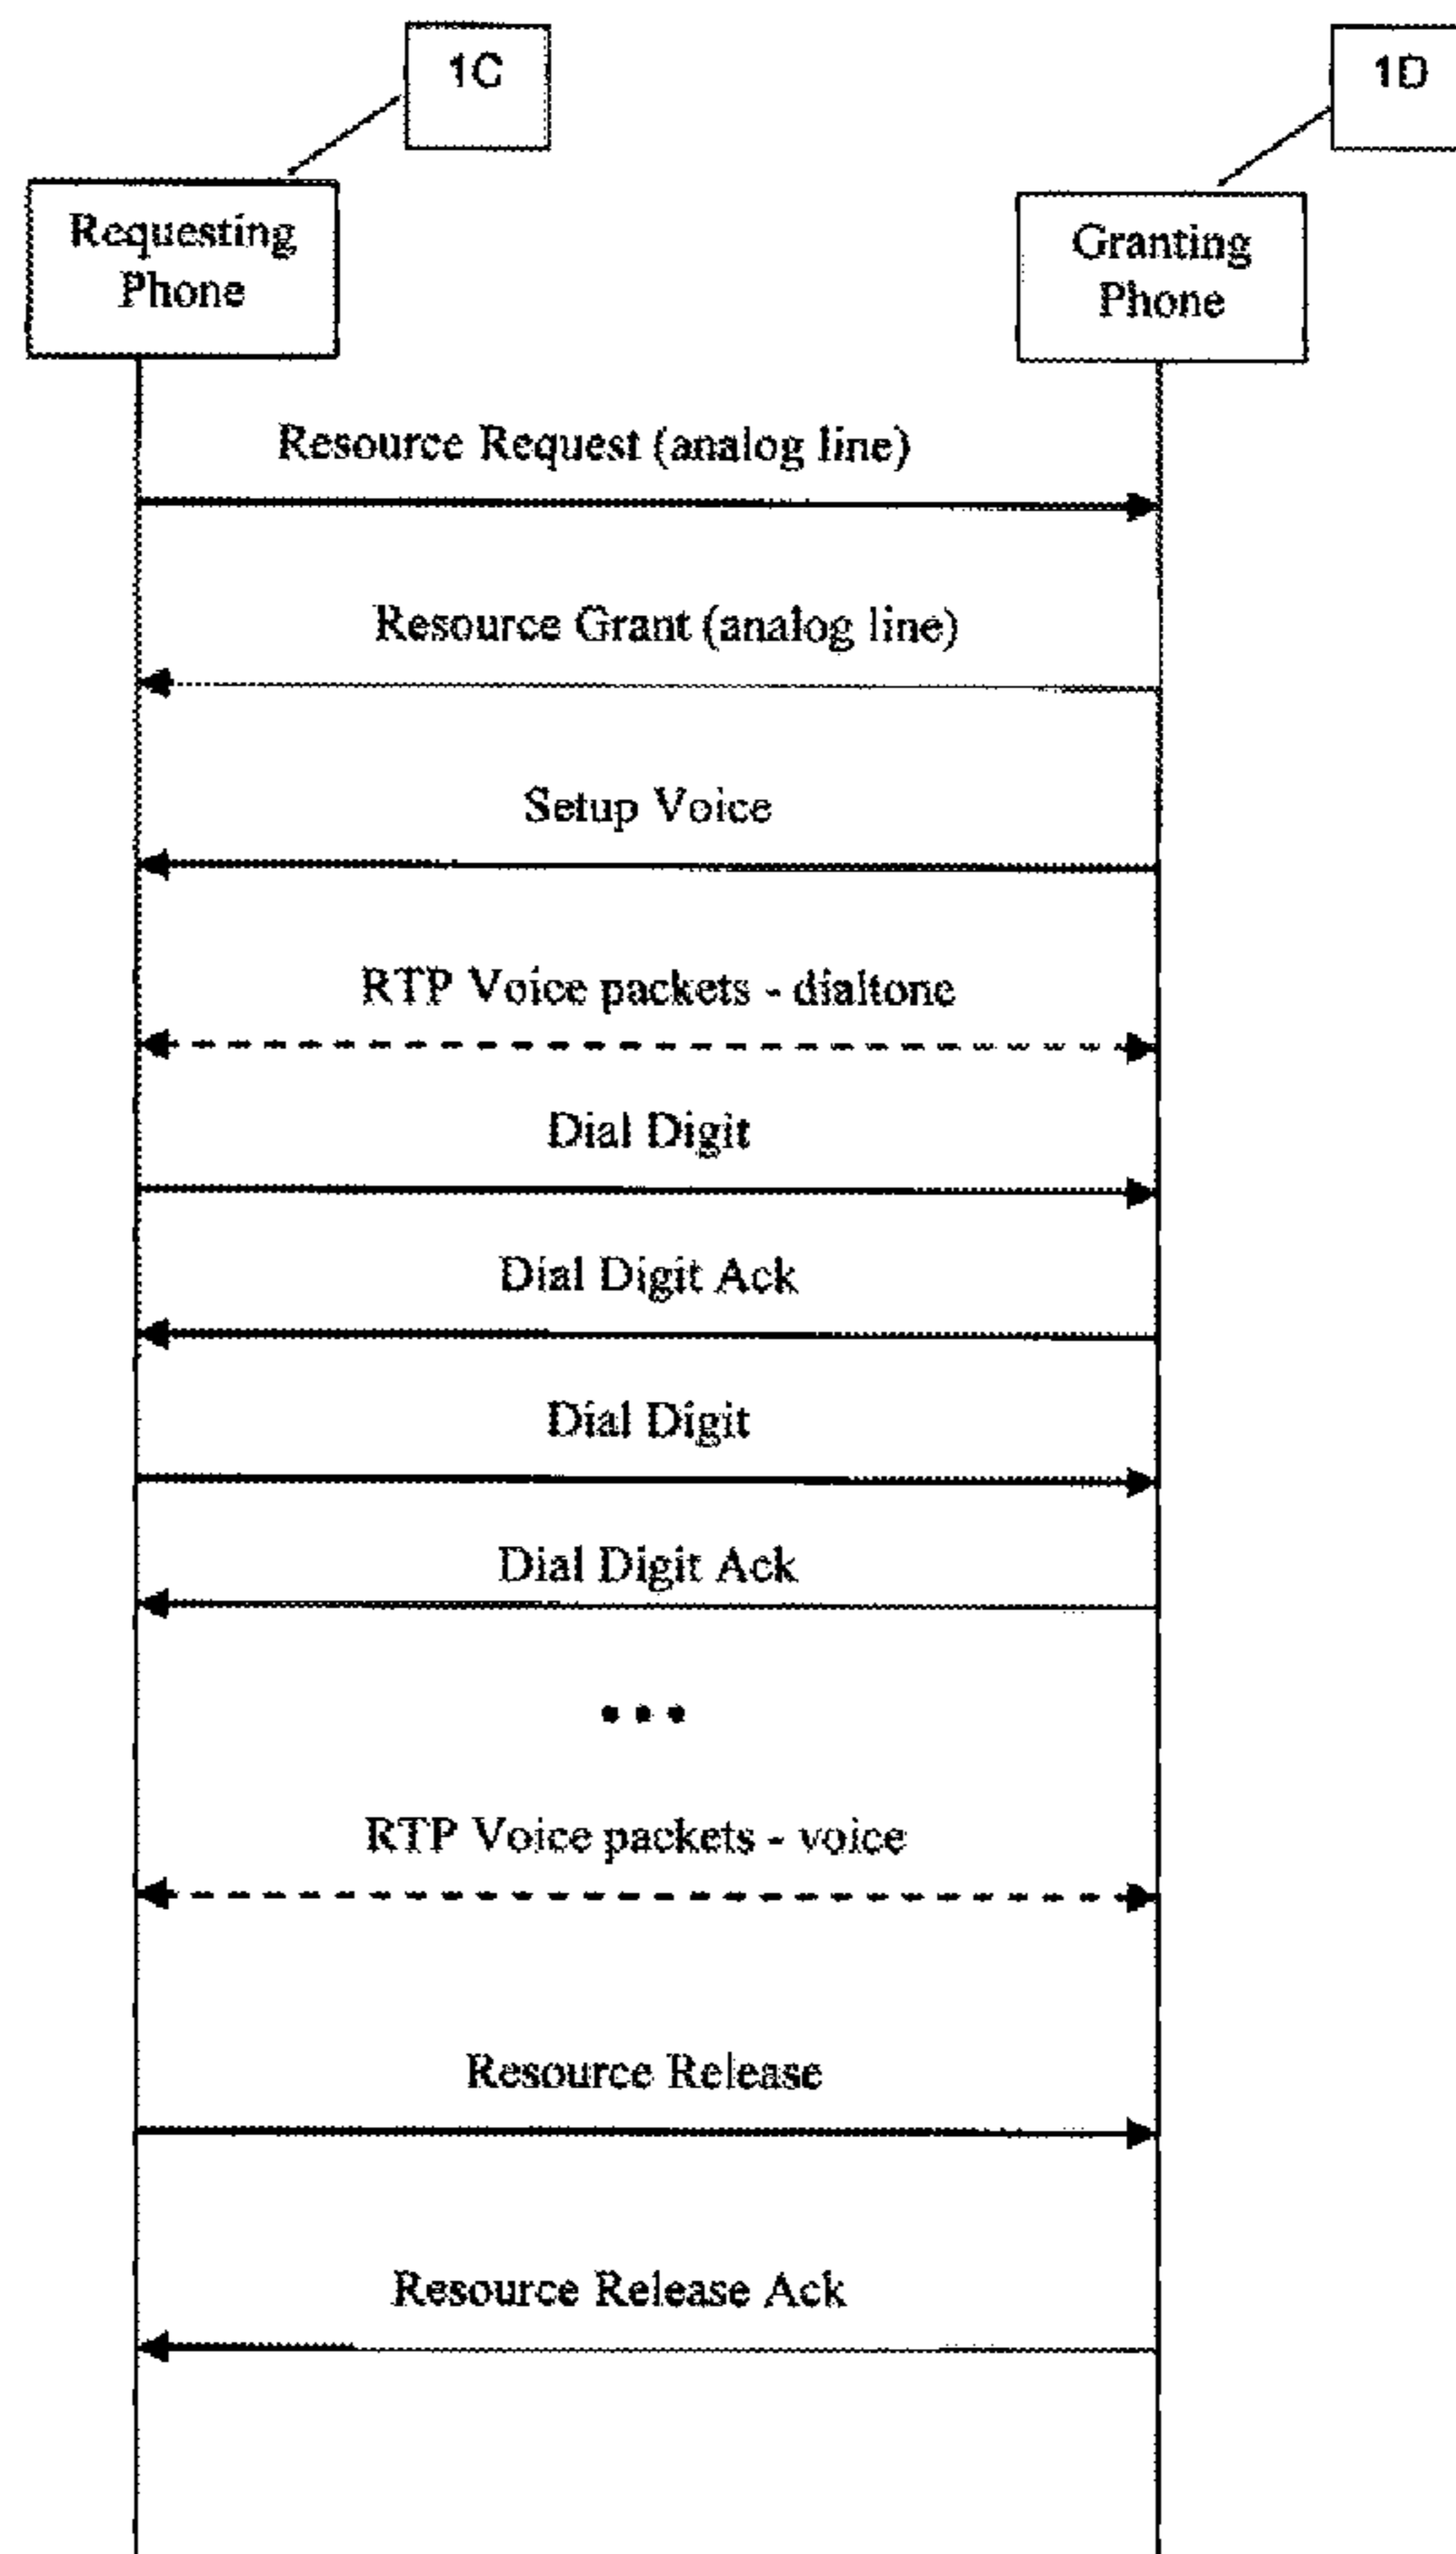 1C
1D
Requesting
Phone
Granting
Phone
Resource Request (analog line)
Resource Grant (analog line)
Setup Voice
RTP Voice packets - dialtone
Dial Digit
Dial Digit Ack
Dial Digit
Dial Digit Ack
...
RTP Voice packets - voice
Resource Release
Resource Release Ack